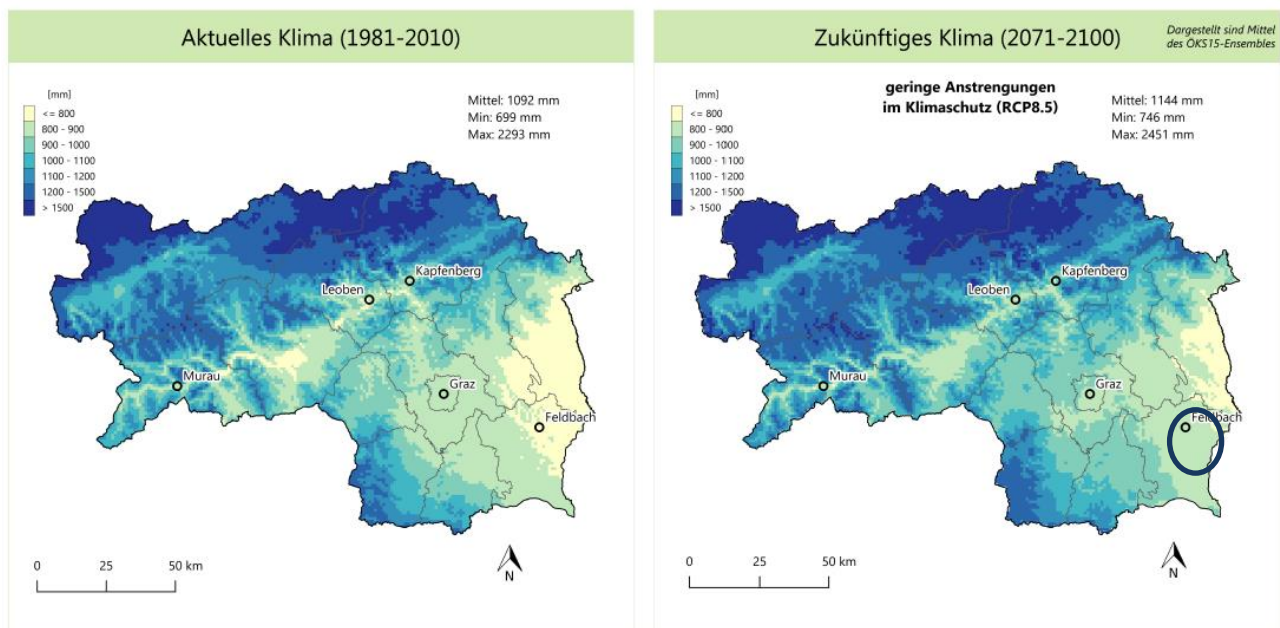 Aktuelles Klima (1981-2010)
[mm]
<= 800
800 - 900
900 - 1000
1000 - 1100
1100 - 1200
1200 - 1500
> 1500
Mittel: 1092 mm
Min: 699 mm
Max: 2293 mm
Kapfenberg
Leoben
Murau
Graz
Feldbach
0 25 50 km
N
Zukünftiges Klima (2071-2100)
Dargestellt sind Mittel
des ÖKS15-Ensembles
geringe Anstrengungen
im Klimaschutz (RCP8.5)
[mm]
<= 800
800 - 900
900 - 1000
1000 - 1100
1100 - 1200
1200 - 1500
> 1500
Mittel: 1144 mm
Min: 746 mm
Max: 2451 mm
Kapfenberg
Leoben
Murau
Graz
Feldbach
0 25 50 km
N